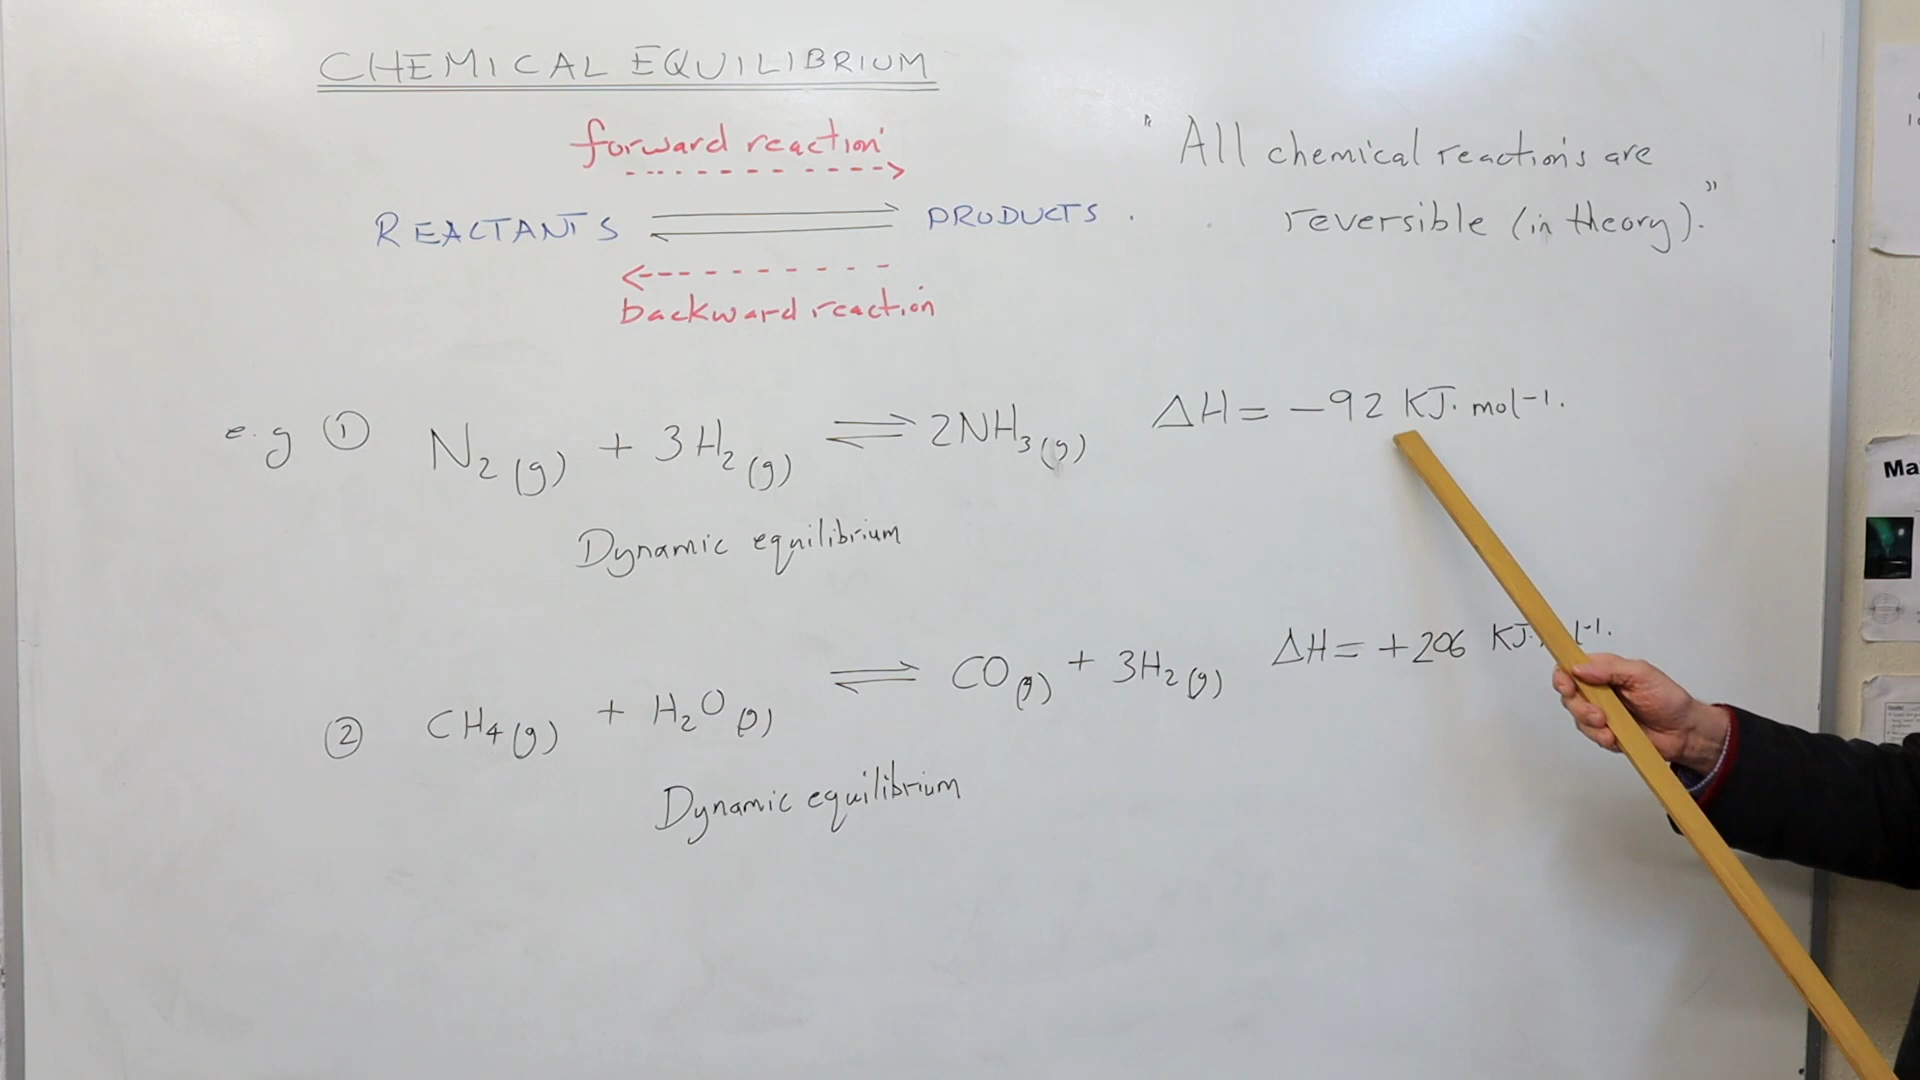 CHEMICAL EQUILIBRIUM
forward reaction
REACTANTS ⇌ PRODUCTS.
backward reaction
"All chemical reactions are
reversible (in theory)."
e.g ① N₂(g) + 3H₂(g) ⇌ 2NH₃(g) ΔH = -92 KJ. mol⁻¹.
Dynamic equilibrium
② CH₄(g) + H₂O(g) ⇌ CO(g) + 3H₂(g) ΔH = +206 KJ.
Dynamic equilibrium
Ma